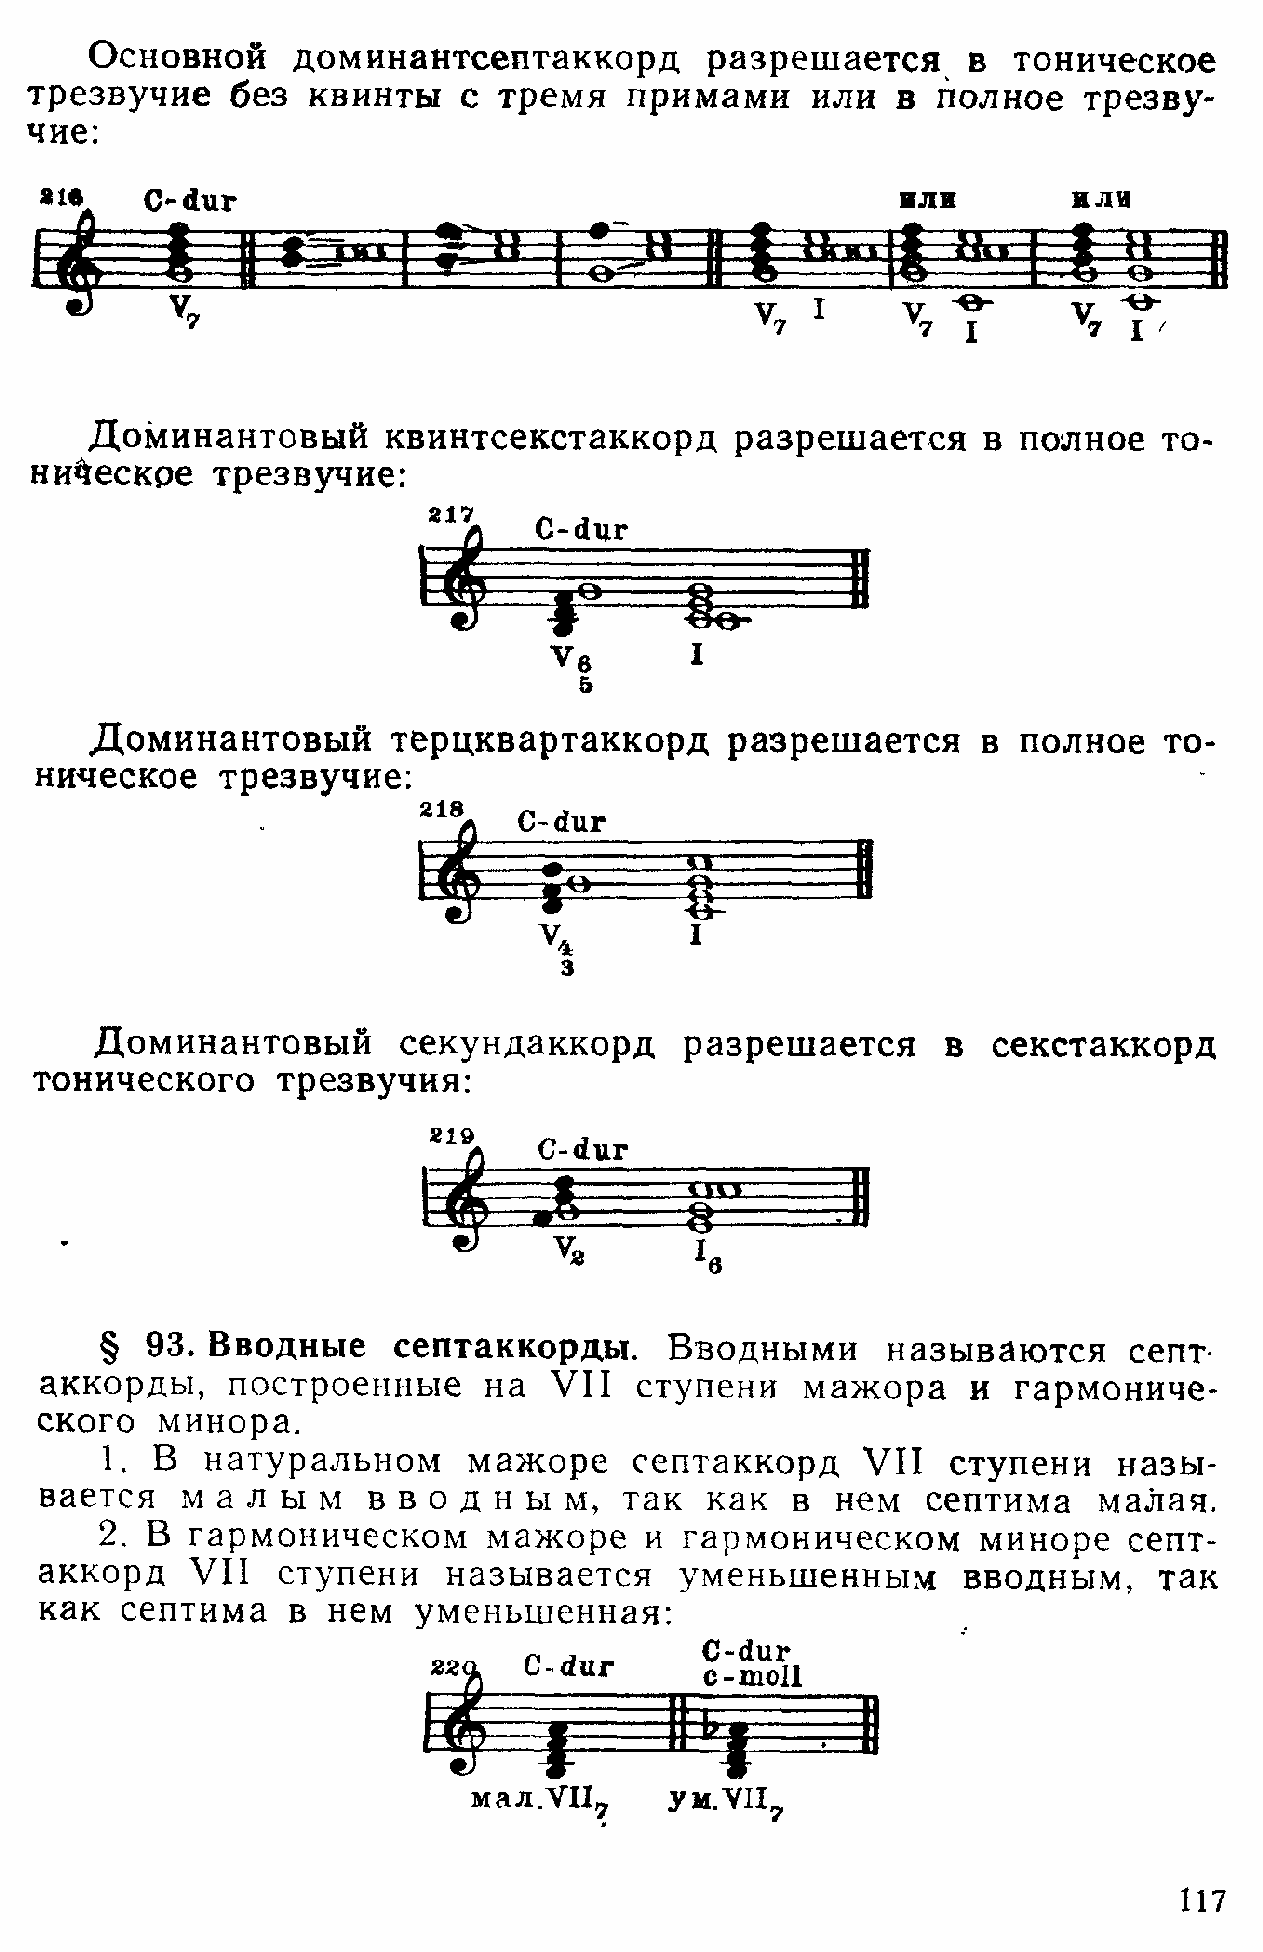 Основной доминантсептаккорд разрешается в тоническое
трезвучие без квинты с тремя примами или в полное трезву-
чие:
216 C-dur или или
V7 V7 I V7 I V7 I
Доминантовый квинтсекстаккорд разрешается в полное то-
ническое трезвучие:
217 C-dur
V6 I
5
Доминантовый терцквартаккорд разрешается в полное то-
ническое трезвучие:
218 C-dur
V4 I
3
Доминантовый секундаккорд разрешается в секстаккорд
тонического трезвучия:
219 C-dur
V2 I6
§ 93. Вводные септаккорды. Вводными называются септ-
аккорды, построенные на VII ступени мажора и гармониче-
ского минора.
1. В натуральном мажоре септаккорд VII ступени назы-
вается малым вводным, так как в нем септима малая.
2. В гармоническом мажоре и гармоническом миноре септ-
аккорд VII ступени называется уменьшенным вводным, так
как септима в нем уменьшенная:
220 C-dur C-dur
c-moll
мал.VII7 ум.VII7
117